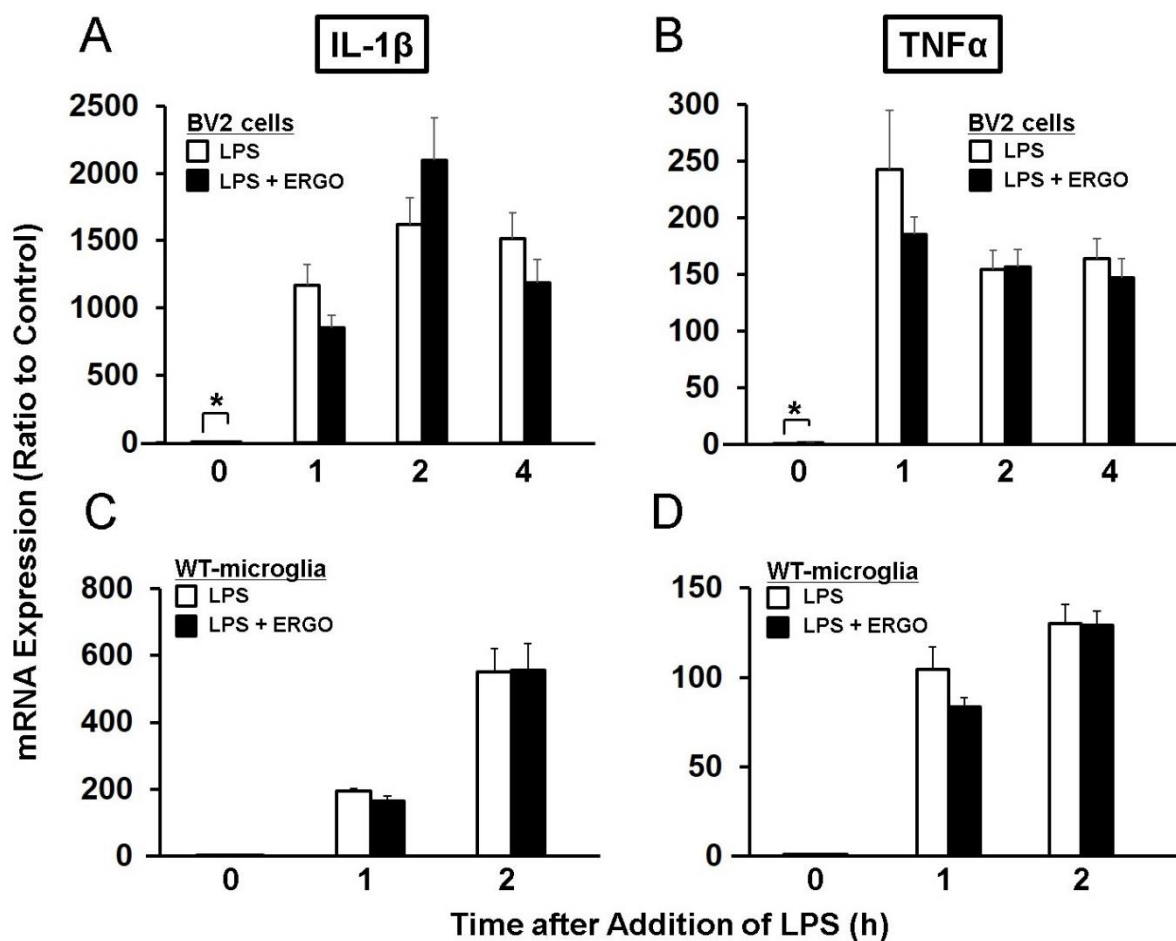 A
IL-1β
B
TNFα
mRNA Expression (Ratio to Control)
2500
2000
1500
1000
500
0
BV2 cells
LPS
LPS + ERGO
*
0 1 2 4
300
250
200
150
100
50
0
BV2 cells
LPS
LPS + ERGO
*
0 1 2 4
C
800
600
400
200
0
WT-microglia
LPS
LPS + ERGO
0 1 2
D
150
100
50
0
WT-microglia
LPS
LPS + ERGO
0 1 2
Time after Addition of LPS (h)